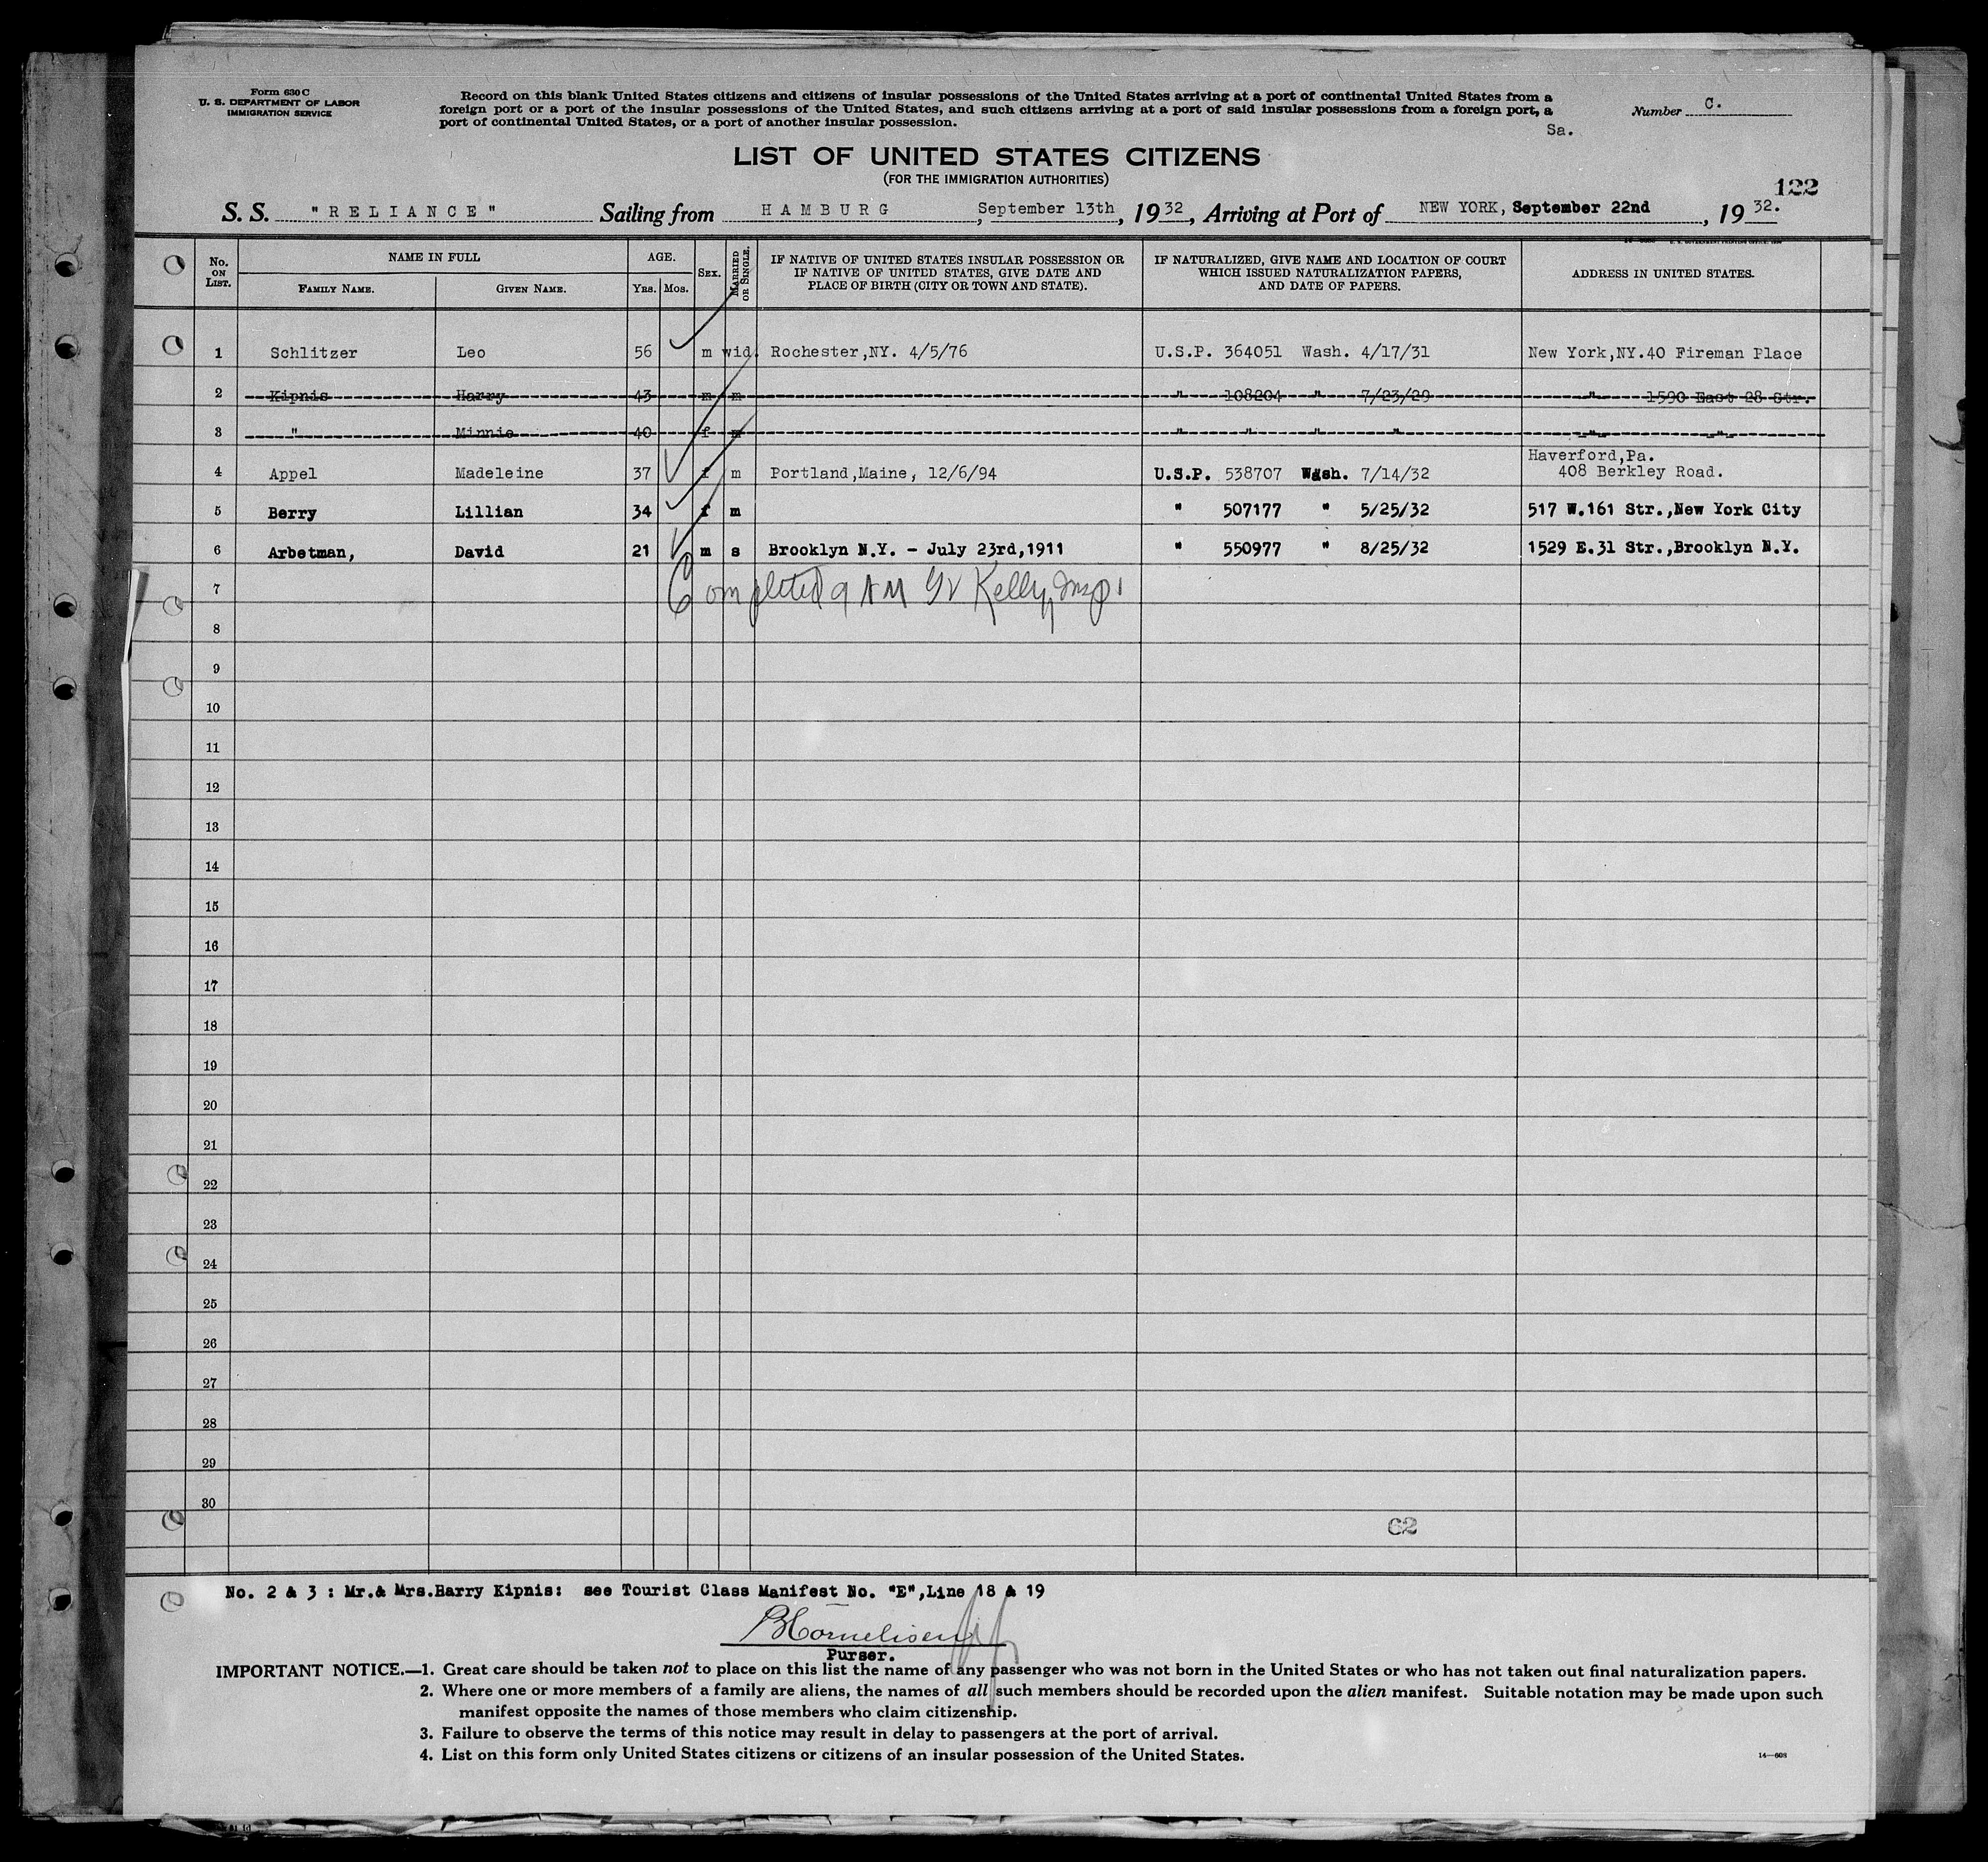 Form 630 C
U. S. DEPARTMENT OF LABOR
IMMIGRATION SERVICE
Record on this blank United States citizens and citizens of insular possessions of the United States arriving at a port of continental United States from a
foreign port or a port of the insular possessions of the United States, and such citizens arriving at a port of said insular possessions from a foreign port, a
port of continental United States, or a port of another insular possession.
Number C.
Sa.
LIST OF UNITED STATES CITIZENS
(FOR THE IMMIGRATION AUTHORITIES)
122
S. S. "RELIANCE" Sailing from HAMBURG, September 13th, 1932, Arriving at Port of NEW YORK, September 22nd, 1932.
No. ON LIST. NAME IN FULL FAMILY NAME. GIVEN NAME. AGE. YRS. MOS. SEX. MARRIED OR SINGLE. IF NATIVE OF UNITED STATES INSULAR POSSESSION OR IF NATIVE OF UNITED STATES, GIVE DATE AND PLACE OF BIRTH (CITY OR TOWN AND STATE). IF NATURALIZED, GIVE NAME AND LOCATION OF COURT WHICH ISSUED NATURALIZATION PAPERS, AND DATE OF PAPERS. ADDRESS IN UNITED STATES.
1 Schlitzer Leo 56 m wid. Rochester,NY. 4/5/76 U.S.P. 364051 Wash. 4/17/31 New York,NY.40 Fireman Place
2 Kipnis Harry 43 m m " 108204 " 7/23/29 " 1590 East 28 Str.
3 " Minnie 40 f m " " " " " "
4 Appel Madeleine 37 f m Portland,Maine, 12/6/94 U.S.P. 538707 Wash. 7/14/32 Haverford,Pa. 408 Berkley Road.
5 Berry Lillian 34 f m " 507177 " 5/25/32 517 W.161 Str.,New York City
6 Arbetman, David 21 m s Brooklyn N.Y. - July 23rd,1911 " 550977 " 8/25/32 1529 E.31 Str.,Brooklyn N.Y.
7 Completed 9 AM Kelly, Insp.
8
9
10
11
12
13
14
15
16
17
18
19
20
21
22
23
24
25
26
27
28
29
30
62
No. 2 & 3 : Mr.& Mrs.Harry Kipnis: see Tourist Class Manifest No. "E",Line 18 & 19
Purser.
IMPORTANT NOTICE.—1. Great care should be taken not to place on this list the name of any passenger who was not born in the United States or who has not taken out final naturalization papers.
2. Where one or more members of a family are aliens, the names of all such members should be recorded upon the alien manifest. Suitable notation may be made upon such
manifest opposite the names of those members who claim citizenship.
3. Failure to observe the terms of this notice may result in delay to passengers at the port of arrival.
4. List on this form only United States citizens or citizens of an insular possession of the United States.
14—608